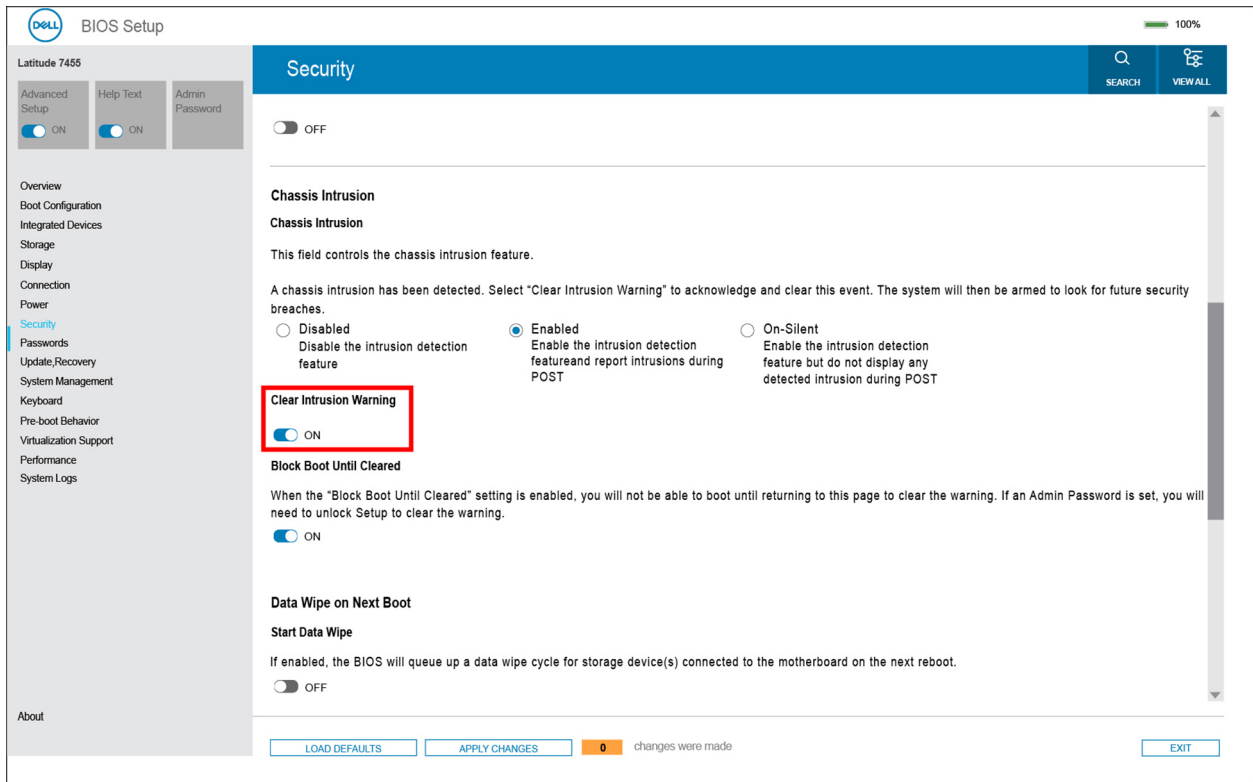 DELL
BIOS Setup
100%
Latitude 7455
Advanced Setup
ON
Help Text
ON
Admin Password
Security
SEARCH
VIEW ALL
Overview
Boot Configuration
Integrated Devices
Storage
Display
Connection
Power
Security
Passwords
Update,Recovery
System Management
Keyboard
Pre-boot Behavior
Virtualization Support
Performance
System Logs
About
OFF
Chassis Intrusion
Chassis Intrusion
This field controls the chassis intrusion feature.
A chassis intrusion has been detected. Select “Clear Intrusion Warning” to acknowledge and clear this event. The system will then be armed to look for future security
breaches.
Disabled
Disable the intrusion detection
feature
Enabled
Enable the intrusion detection
featureand report intrusions during
POST
On-Silent
Enable the intrusion detection
feature but do not display any
detected intrusion during POST
Clear Intrusion Warning
ON
Block Boot Until Cleared
When the “Block Boot Until Cleared” setting is enabled, you will not be able to boot until returning to this page to clear the warning. If an Admin Password is set, you will
need to unlock Setup to clear the warning.
ON
Data Wipe on Next Boot
Start Data Wipe
If enabled, the BIOS will queue up a data wipe cycle for storage device(s) connected to the motherboard on the next reboot.
OFF
LOAD DEFAULTS
APPLY CHANGES
0
changes were made
EXIT